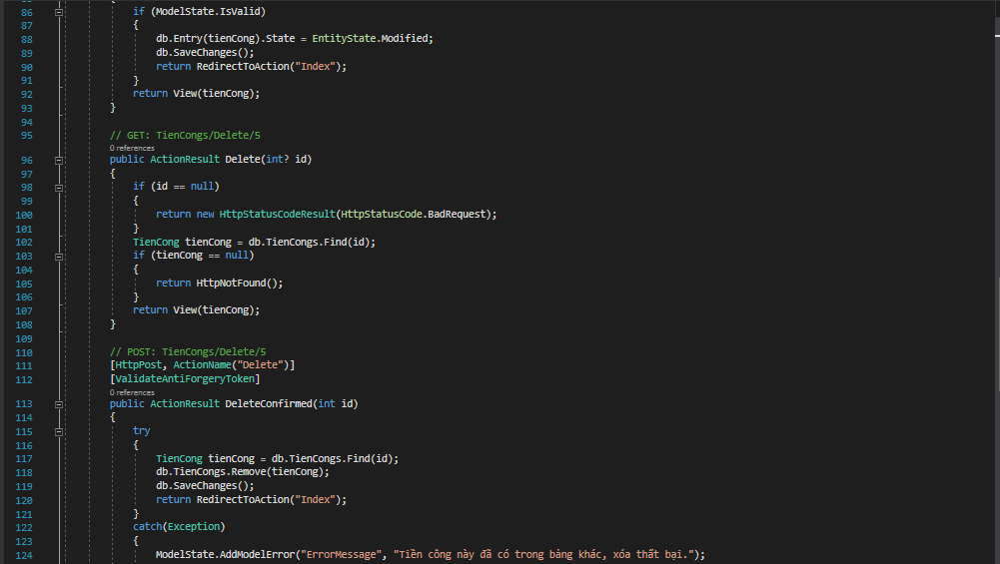 86 if (ModelState.IsValid)
87 {
88 db.Entry(tienCong).State = EntityState.Modified;
89 db.SaveChanges();
90 return RedirectToAction("Index");
91 }
92 return View(tienCong);
93 }
94
95 // GET: TienCongs/Delete/5
0 references
96 public ActionResult Delete(int? id)
97 {
98 if (id == null)
99 {
100 return new HttpStatusCodeResult(HttpStatusCode.BadRequest);
101 }
102 TienCong tienCong = db.TienCongs.Find(id);
103 if (tienCong == null)
104 {
105 return HttpNotFound();
106 }
107 return View(tienCong);
108 }
109
110 // POST: TienCongs/Delete/5
111 [HttpPost, ActionName("Delete")]
112 [ValidateAntiForgeryToken]
0 references
113 public ActionResult DeleteConfirmed(int id)
114 {
115 try
116 {
117 TienCong tienCong = db.TienCongs.Find(id);
118 db.TienCongs.Remove(tienCong);
119 db.SaveChanges();
120 return RedirectToAction("Index");
121 }
122 catch(Exception)
123 {
124 ModelState.AddModelError("ErrorMessage", "Tiền công này đã có trong bảng khác, xóa thất bại.");